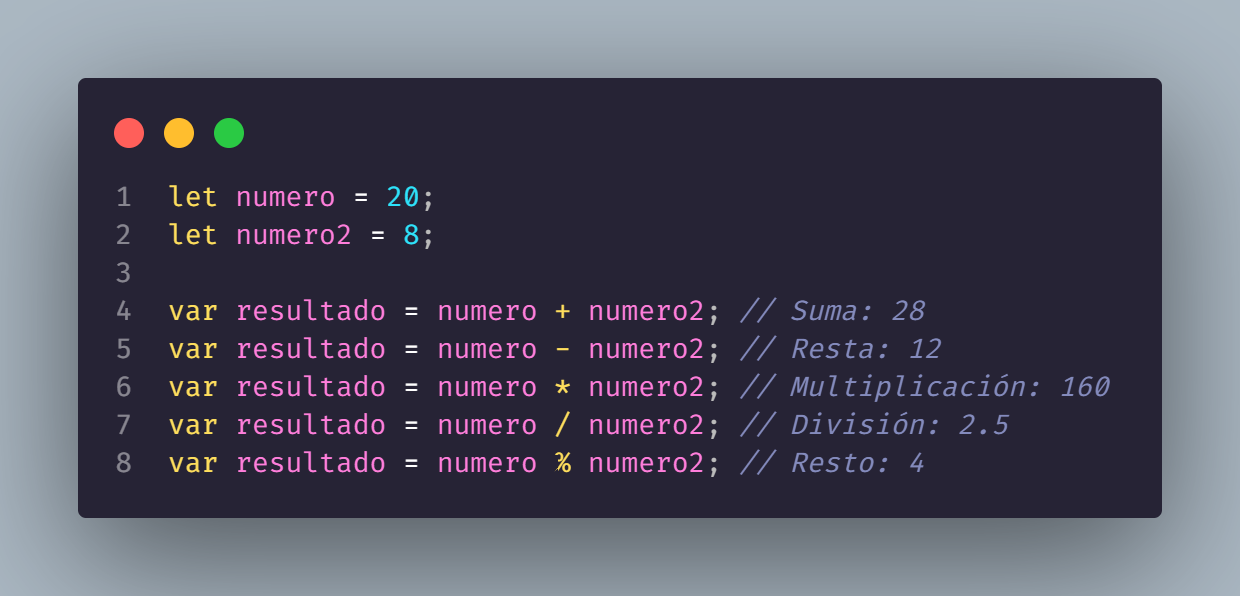 1 let numero = 20;
2 let numero2 = 8;
3
4 var resultado = numero + numero2; // Suma: 28
5 var resultado = numero - numero2; // Resta: 12
6 var resultado = numero * numero2; // Multiplicación: 160
7 var resultado = numero / numero2; // División: 2.5
8 var resultado = numero % numero2; // Resto: 4